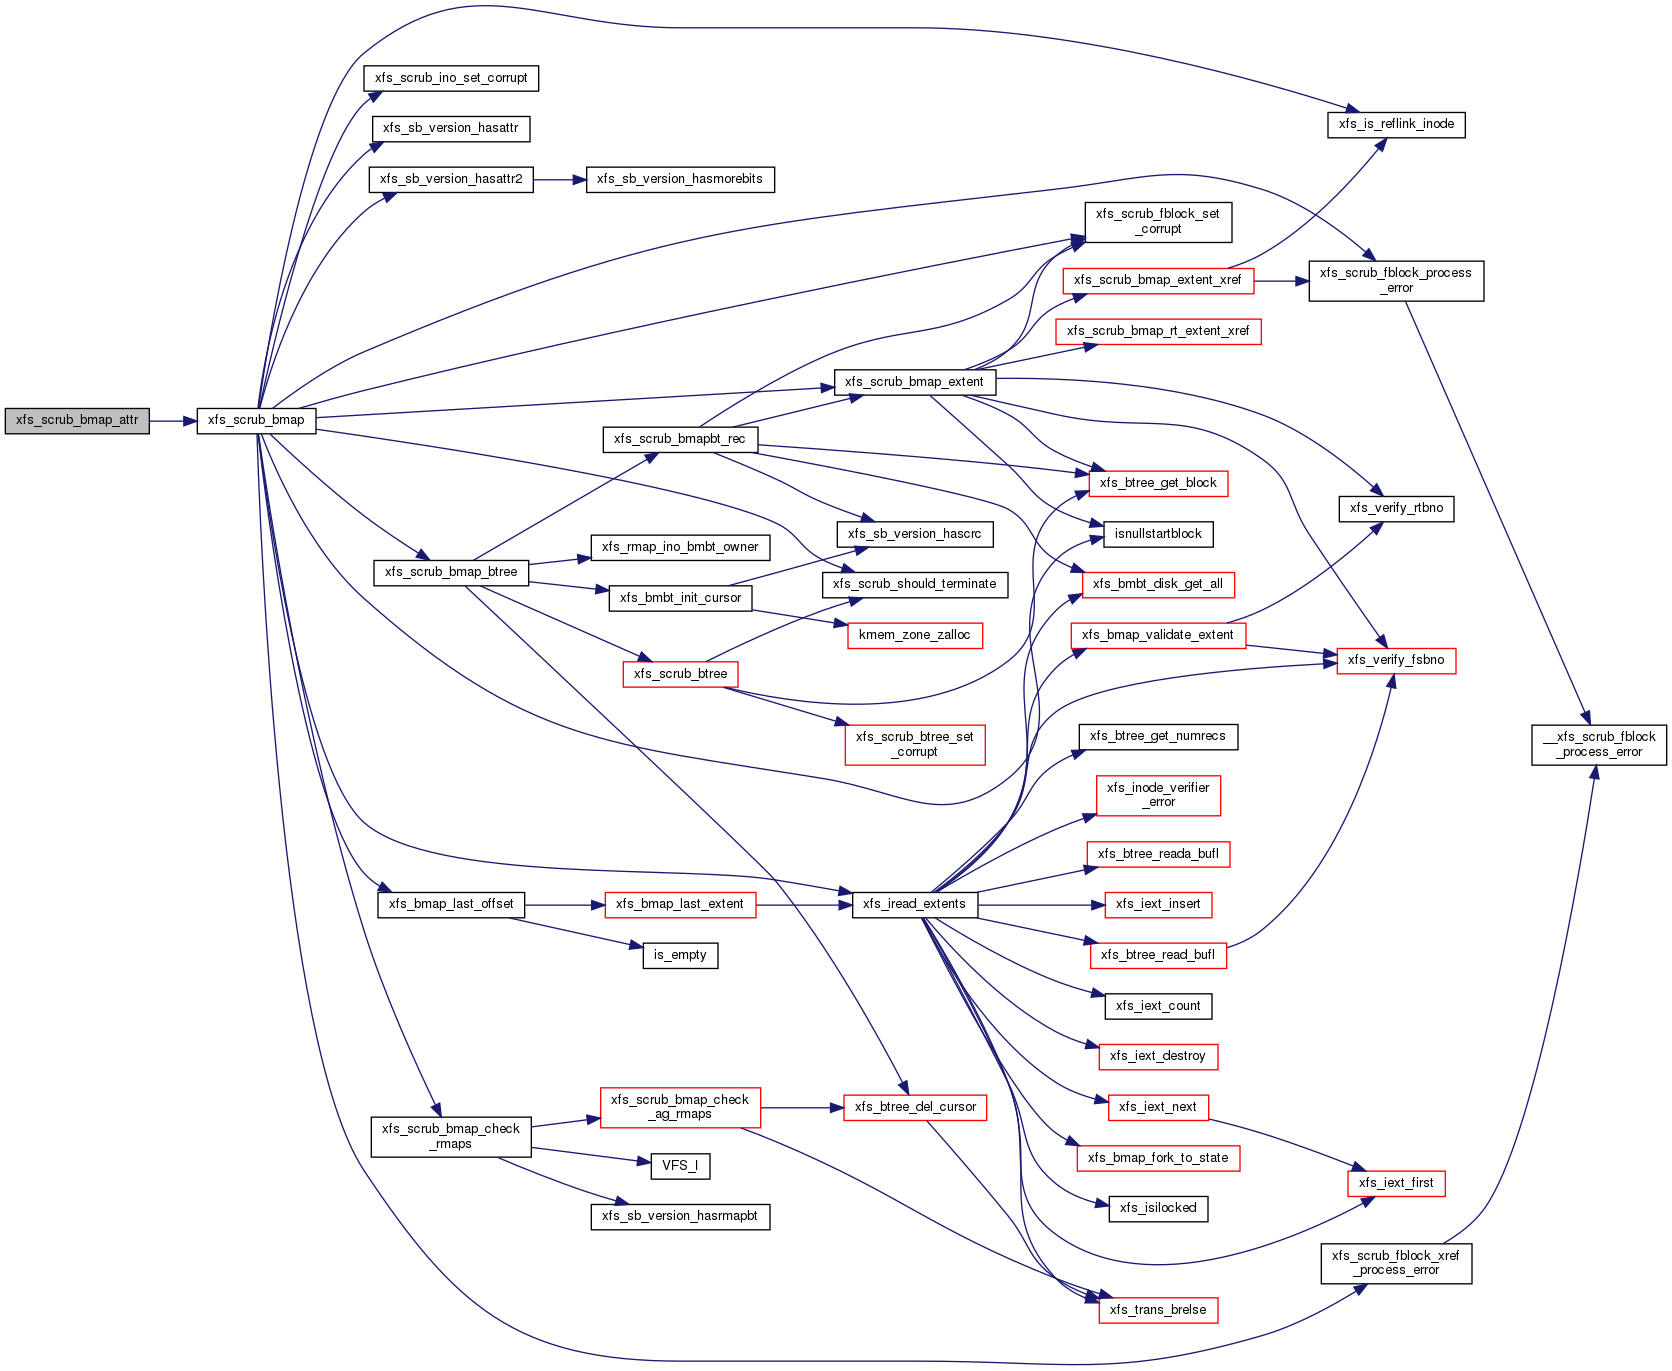 xfs_scrub_bmap_attr
xfs_scrub_bmap
xfs_scrub_ino_set_corrupt
xfs_sb_version_hasattr
xfs_sb_version_hasattr2
xfs_sb_version_hasmorebits
xfs_is_reflink_inode
xfs_scrub_fblock_set
_corrupt
xfs_scrub_bmap_extent_xref
xfs_scrub_fblock_process
_error
xfs_scrub_bmap_rt_extent_xref
xfs_scrub_bmap_extent
xfs_scrub_bmapbt_rec
xfs_btree_get_block
xfs_verify_rtbno
xfs_sb_version_hascrc
isnullstartblock
xfs_rmap_ino_bmbt_owner
xfs_scrub_bmap_btree
xfs_scrub_should_terminate
xfs_bmbt_disk_get_all
xfs_bmbt_init_cursor
kmem_zone_zalloc
xfs_bmap_validate_extent
xfs_verify_fsbno
xfs_scrub_btree
xfs_scrub_btree_set
_corrupt
xfs_btree_get_numrecs
__xfs_scrub_fblock
_process_error
xfs_inode_verifier
_error
xfs_btree_reada_bufl
xfs_bmap_last_offset
xfs_bmap_last_extent
xfs_iread_extents
xfs_iext_insert
is_empty
xfs_btree_read_bufl
xfs_iext_count
xfs_iext_destroy
xfs_scrub_bmap_check
_ag_rmaps
xfs_btree_del_cursor
xfs_iext_next
xfs_scrub_bmap_check
_rmaps
VFS_I
xfs_bmap_fork_to_state
xfs_iext_first
xfs_sb_version_hasrmapbt
xfs_isilocked
xfs_scrub_fblock_xref
_process_error
xfs_trans_brelse